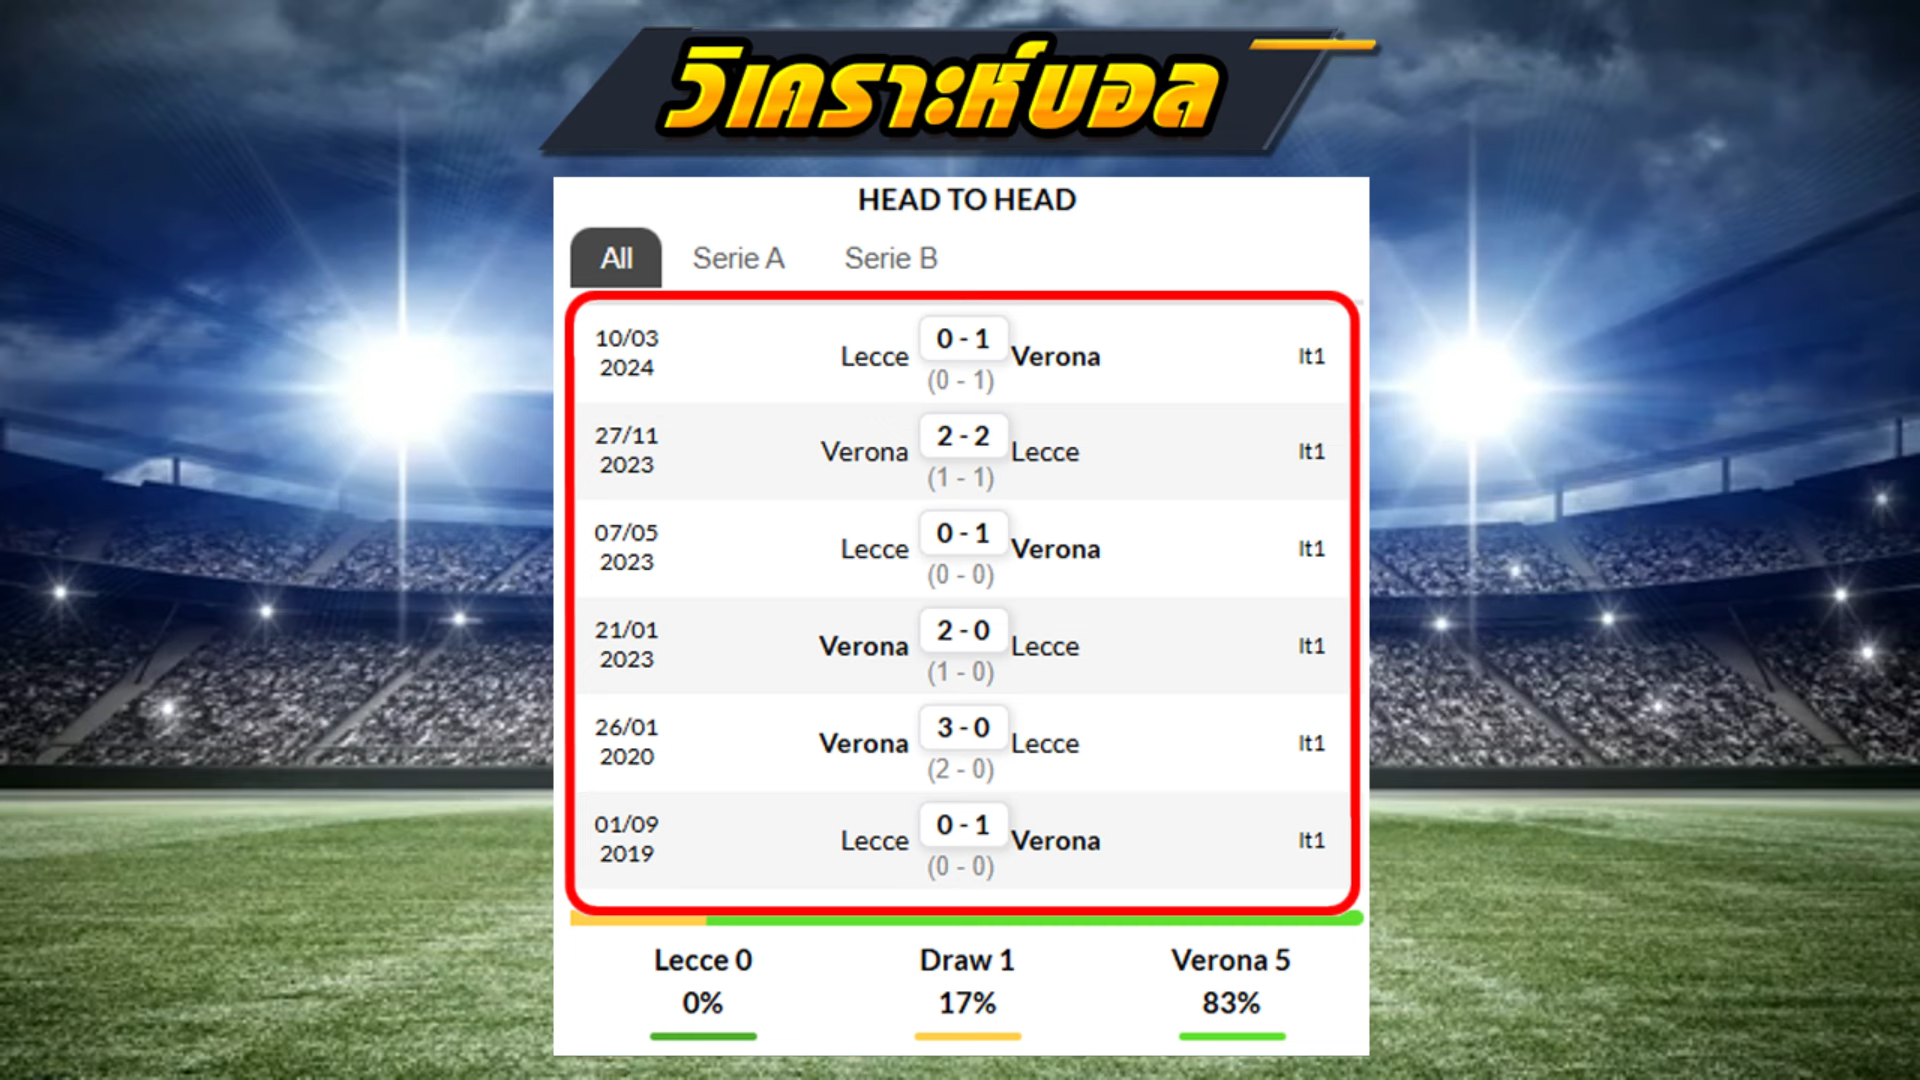 วิเคราะห์บอล
HEAD TO HEAD
All Serie A Serie B
10/03 2024 Lecce 0 - 1 (0 - 1) Verona It1
27/11 2023 Verona 2 - 2 (1 - 1) Lecce It1
07/05 2023 Lecce 0 - 1 (0 - 0) Verona It1
21/01 2023 Verona 2 - 0 (1 - 0) Lecce It1
26/01 2020 Verona 3 - 0 (2 - 0) Lecce It1
01/09 2019 Lecce 0 - 1 (0 - 0) Verona It1
Lecce 0 Draw 1 Verona 5
0% 17% 83%